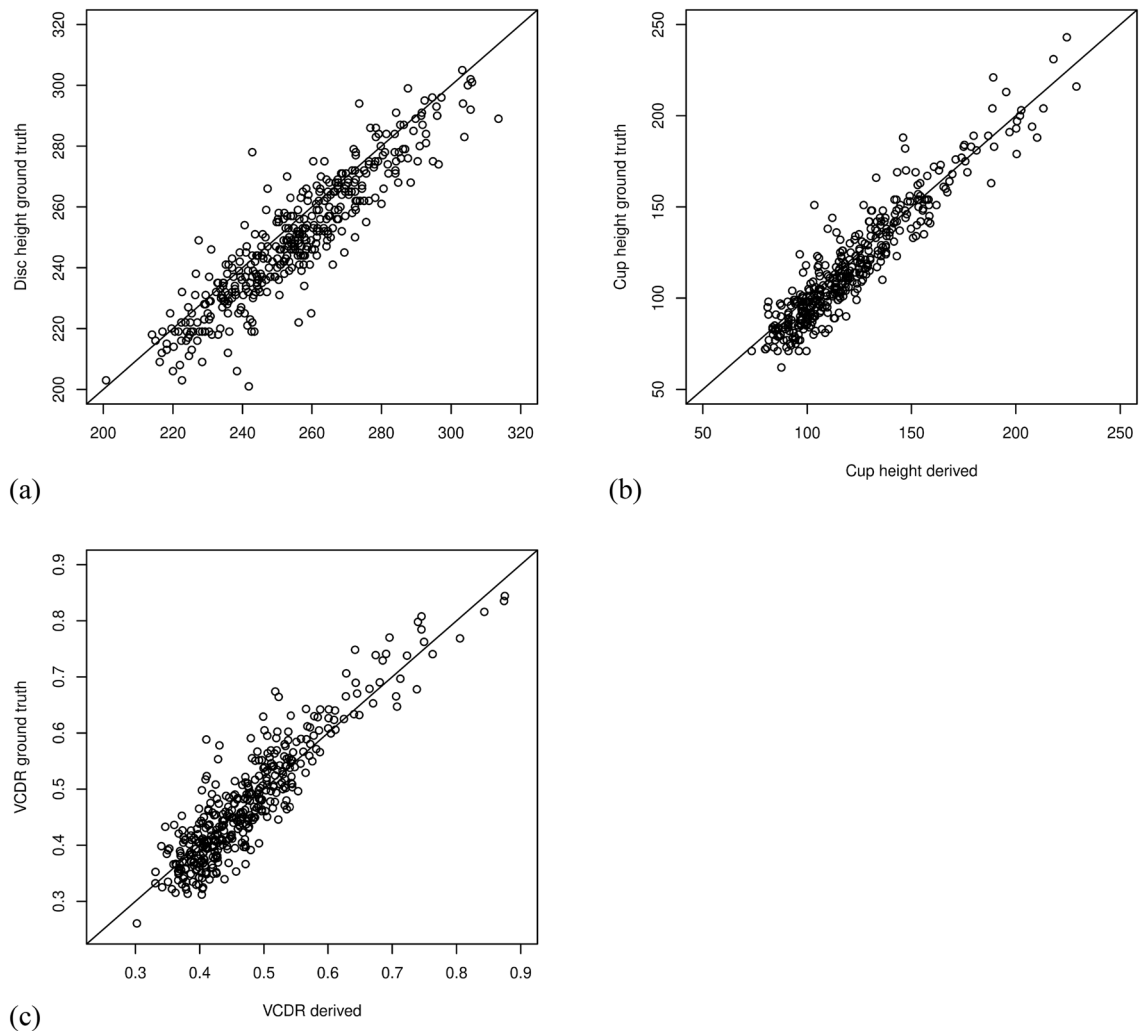 320
300
280
260
240
220
200
Disc height ground truth
200 220 240 260 280 300 320
(a)
250
200
150
100
50
Cup height ground truth
50 100 150 200 250
Cup height derived
(b)
0.9
0.8
0.7
0.6
0.5
0.4
0.3
VCDR ground truth
0.3 0.4 0.5 0.6 0.7 0.8 0.9
VCDR derived
(c)